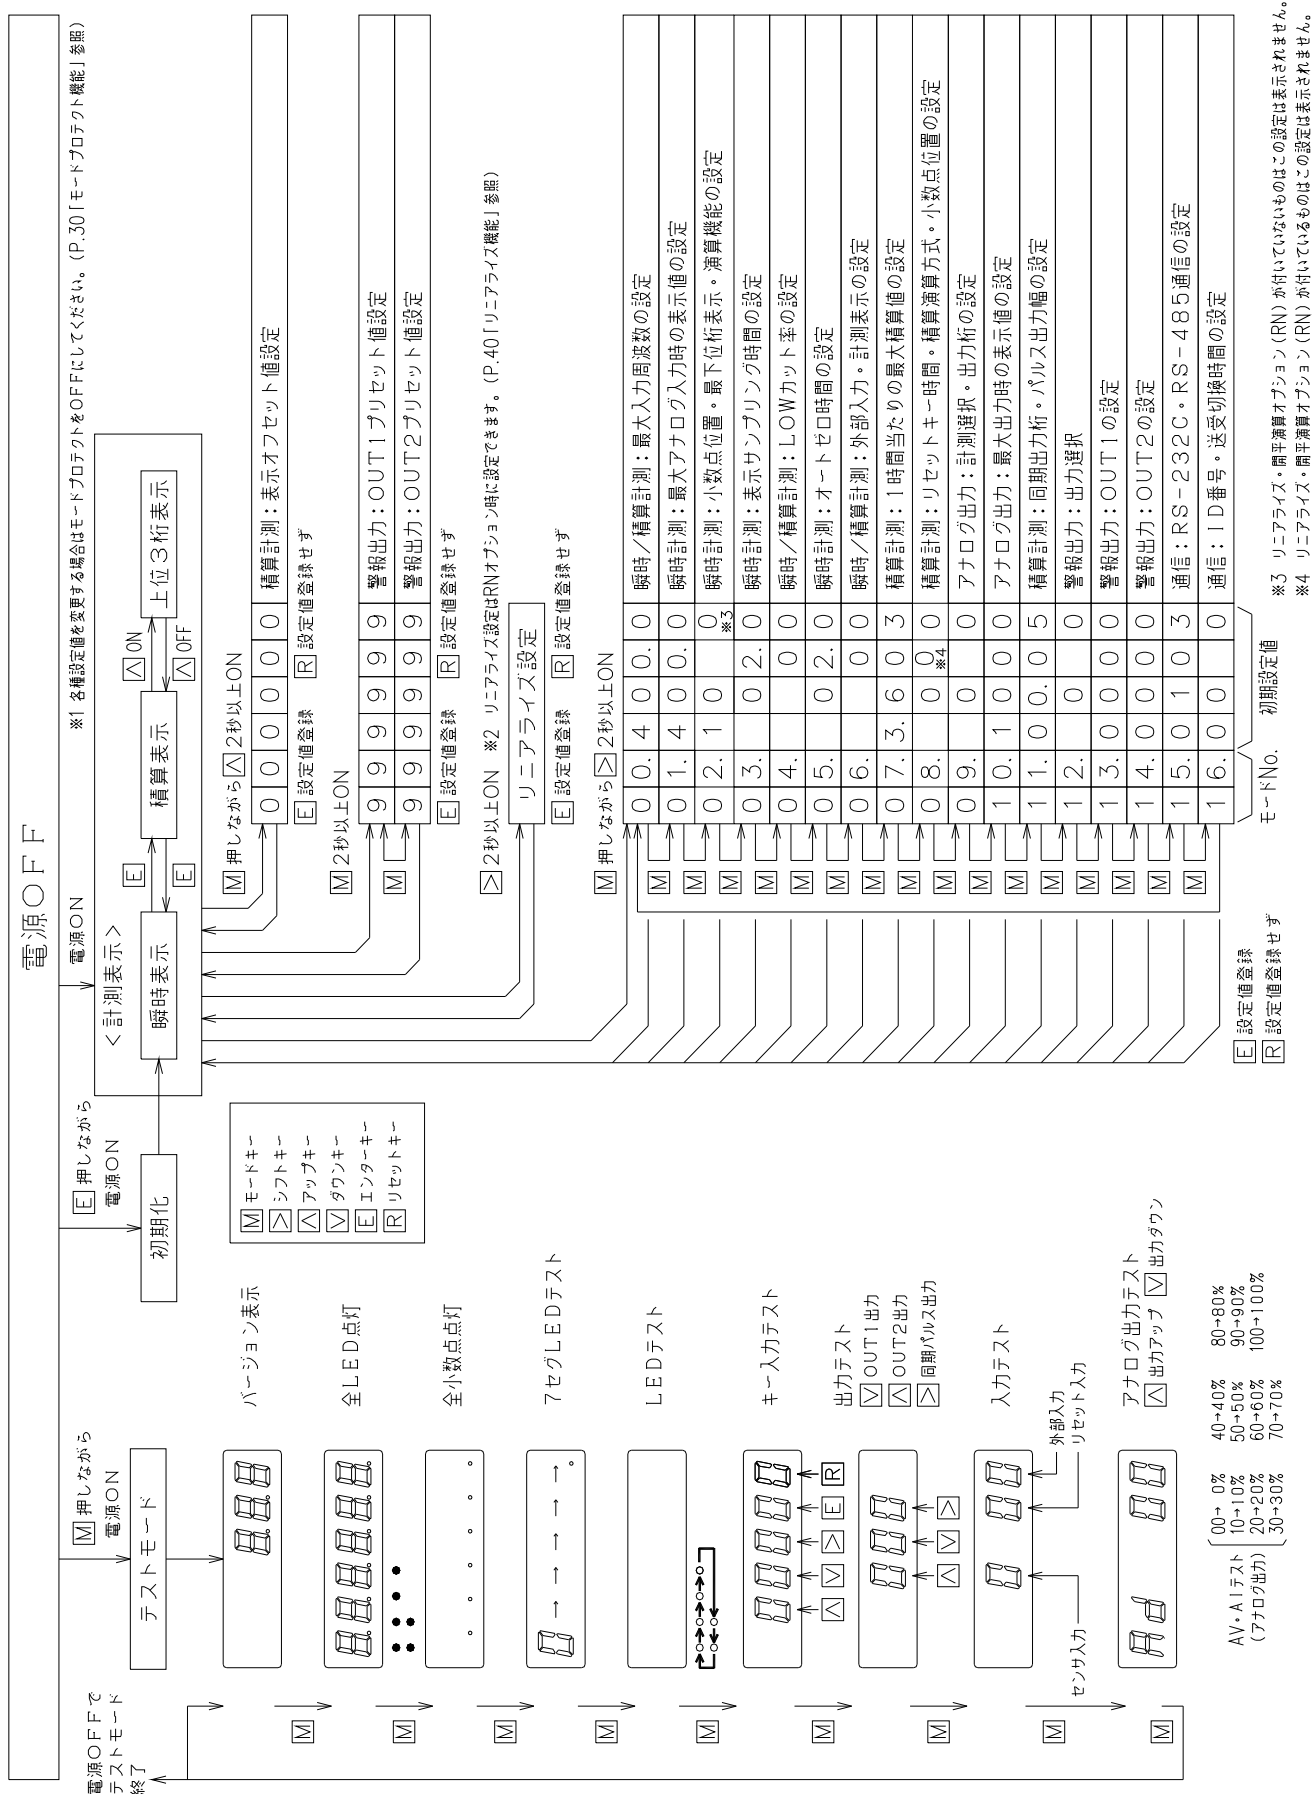 電源OFF
電源OFFで
テストモード
終了
M 押しながら
電源ON
テストモード
バージョン表示
M
全LED点灯
M
全小数点点灯
M
7セグLEDテスト
M
LEDテスト
M
キー入力テスト
∧ ∨ > E R
M
出力テスト
∨ OUT1出力
∧ OUT2出力
> 同期パルス出力
∧ ∨ >
M
入力テスト
センサ入力
外部入力
リセット入力
M
アナログ出力テスト
∧ 出力アップ ∨ 出力ダウン
M
AV・AIテスト
(アナログ出力)
00→ 0% 40→40% 80→80%
10→10% 50→50% 90→90%
20→20% 60→60% 100→100%
30→30% 70→70%
E 押しながら
電源ON
初期化
M モードキー
> シフトキー
∧ アップキー
∨ ダウンキー
E エンターキー
R リセットキー
電源ON
※1 各種設定値を変更する場合はモードプロテクトをOFFにしてください。(P.30「モードプロテクト機能」参照)
<計測表示>
瞬時表示
E
E
積算表示
∧ ON
∧ OFF
上位3桁表示
M 押しながら ∧ 2秒以上ON
0 0 0 0 0 0 積算計測:表示オフセット値設定
E 設定値登録 R 設定値登録せず
M 2秒以上ON
9 9 9 9 9 9 警報出力:OUT1プリセット値設定
M
9 9 9 9 9 9 警報出力:OUT2プリセット値設定
E 設定値登録 R 設定値登録せず
> 2秒以上ON ※2 リニアライズ設定はRNオプション時に設定できます。(P.40「リニアライズ機能」参照)
リニアライズ設定
E 設定値登録 R 設定値登録せず
M 押しながら > 2秒以上ON
0 0. 4 0 0. 0 瞬時/積算計測:最大入力周波数の設定
M
0 1. 4 0 0. 0 瞬時計測:最大アナログ入力時の表示値の設定
M
0 2. 1 0 0 ※3 瞬時計測:小数点位置・最下位桁表示・演算機能の設定
M
0 3. 0 2. 0 瞬時計測:表示サンプリング時間の設定
M
0 4. 0 0 瞬時/積算計測:LOWカット率の設定
M
0 5. 0 2. 0 瞬時計測:オートゼロ時間の設定
M
0 6. 0 0 瞬時/積算計測:外部入力・計測表示の設定
M
0 7. 3. 6 0 3 積算計測:1時間当たりの最大積算値の設定
M
0 8. 0 0 0 ※4 積算計測:リセットキー時間・積算演算方式・小数点位置の設定
M
0 9. 0 0 アナログ出力:計測選択・出力桁の設定
M
1 0. 1 0 0 0 アナログ出力:最大出力時の表示値の設定
M
1 1. 0 0. 0 5 積算計測:同期出力桁・パルス出力幅の設定
M
1 2. 0 0 警報出力:出力選択
M
1 3. 0 0 0 0 警報出力:OUT1の設定
M
1 4. 0 0 0 0 警報出力:OUT2の設定
M
1 5. 0 1 0 3 通信:RS-232C・RS-485通信の設定
M
1 6. 0 0 0 0 通信:ID番号・送受切換時間の設定
モードNo.
初期設定値
E 設定値登録
R 設定値登録せず
※3 リニアライズ・開平演算オプション(RN)が付いていないものはこの設定は表示されません。
※4 リニアライズ・開平演算オプション(RN)が付いているものはこの設定は表示されません。